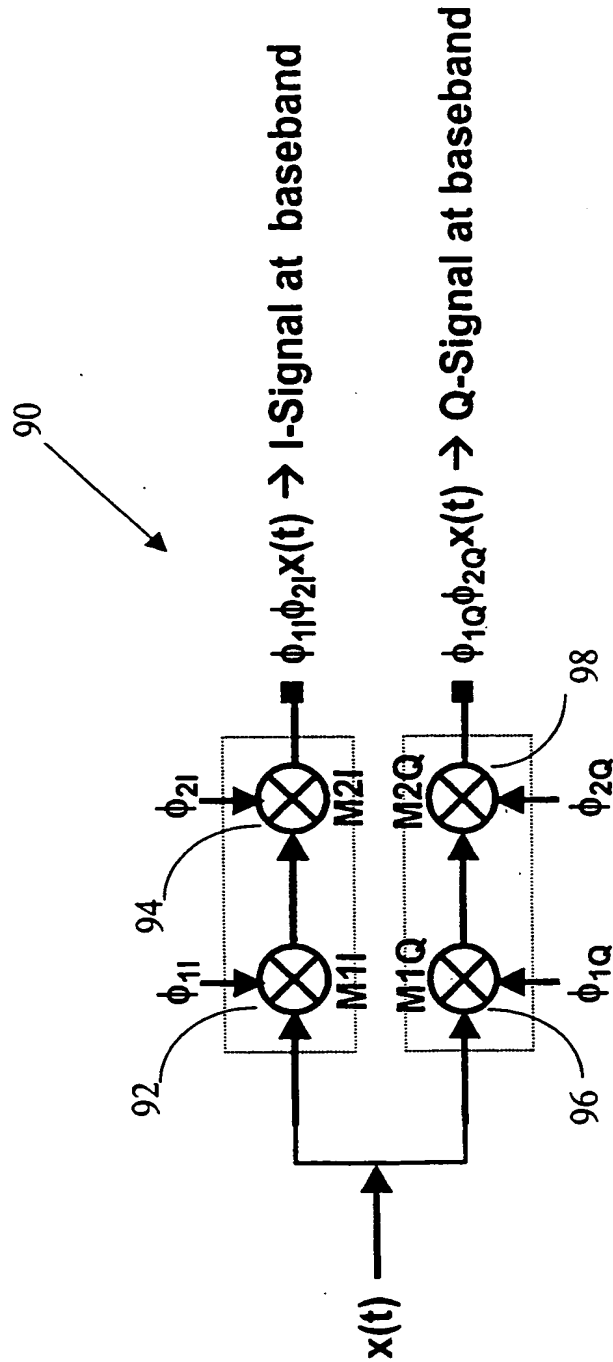 90
92
94
ϕ1I
ϕ2I
M1I
M2I
ϕ1Iϕ2Ix(t) → I-Signal at baseband
x(t)
M1Q
M2Q
ϕ1Qϕ2Qx(t) → Q-Signal at baseband
ϕ1Q
ϕ2Q
96
98